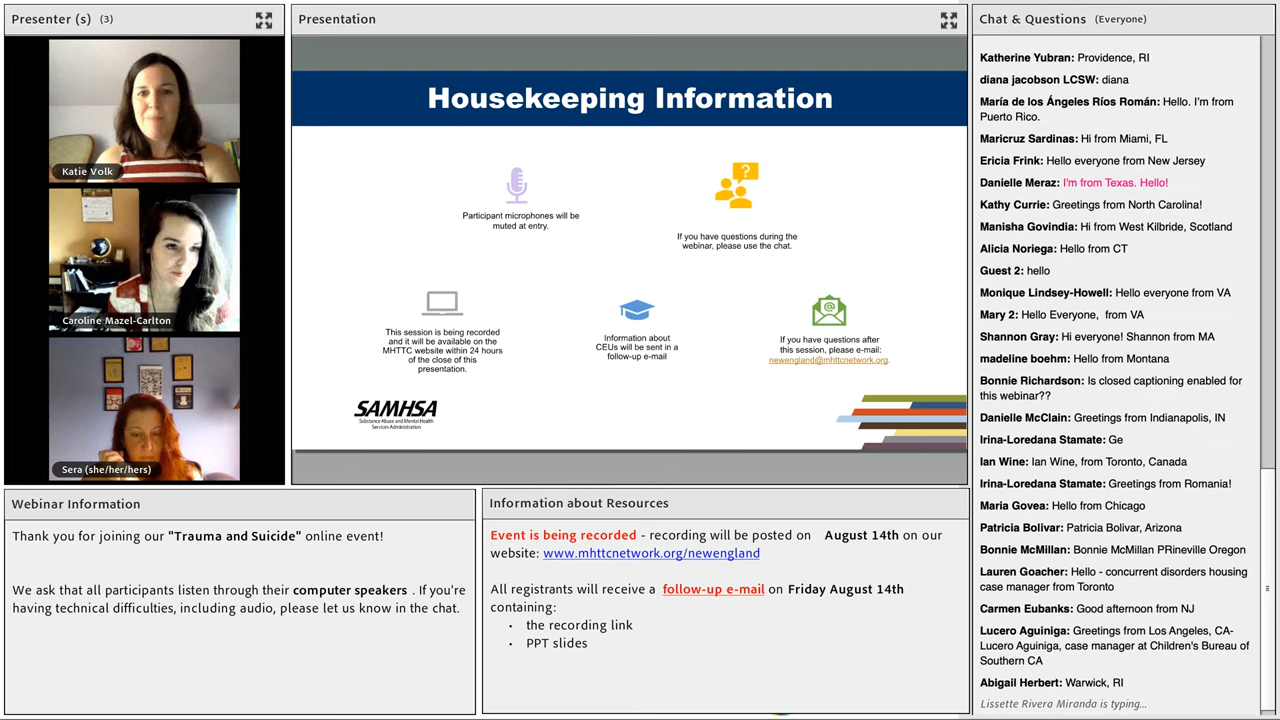 Presenter (s) (3)
Katie Volk
Caroline Mazel-Carlton
Sera (she/her/hers)
Presentation
Housekeeping Information
Participant microphones will be
muted at entry.
?
If you have questions during the
webinar, please use the chat.
This session is being recorded
and it will be available on the
MHTTC website within 24 hours
of the close of this
presentation.
Information about
CEUs will be sent in a
follow-up e-mail
@
If you have questions after
this session, please e-mail:
newengland@mhttcnetwork.org.
SAMHSA
Substance Abuse and Mental Health
Services Administration
Webinar Information
Thank you for joining our "Trauma and Suicide" online event!
We ask that all participants listen through their computer speakers . If you're
having technical difficulties, including audio, please let us know in the chat.
Information about Resources
Event is being recorded - recording will be posted on August 14th on our
website: www.mhttcnetwork.org/newengland
All registrants will receive a follow-up e-mail on Friday August 14th
containing:
• the recording link
• PPT slides
Chat & Questions (Everyone)
Katherine Yubran: Providence, RI
diana jacobson LCSW: diana
María de los Ángeles Ríos Román: Hello. I'm from
Puerto Rico.
Maricruz Sardinas: Hi from Miami, FL
Ericia Frink: Hello everyone from New Jersey
Danielle Meraz: I'm from Texas. Hello!
Kathy Currie: Greetings from North Carolina!
Manisha Govindia: Hi from West Kilbride, Scotland
Alicia Noriega: Hello from CT
Guest 2: hello
Monique Lindsey-Howell: Hello everyone from VA
Mary 2: Hello Everyone, from VA
Shannon Gray: Hi everyone! Shannon from MA
madeline boehm: Hello from Montana
Bonnie Richardson: Is closed captioning enabled for
this webinar??
Danielle McClain: Greetings from Indianapolis, IN
Irina-Loredana Stamate: Ge
Ian Wine: Ian Wine, from Toronto, Canada
Irina-Loredana Stamate: Greetings from Romania!
Maria Govea: Hello from Chicago
Patricia Bolivar: Patricia Bolivar, Arizona
Bonnie McMillan: Bonnie McMillan PRineville Oregon
Lauren Goacher: Hello - concurrent disorders housing
case manager from Toronto
Carmen Eubanks: Good afternoon from NJ
Lucero Aguiniga: Greetings from Los Angeles, CA-
Lucero Aguiniga, case manager at Children's Bureau of
Southern CA
Abigail Herbert: Warwick, RI
Lissette Rivera Miranda is typing...